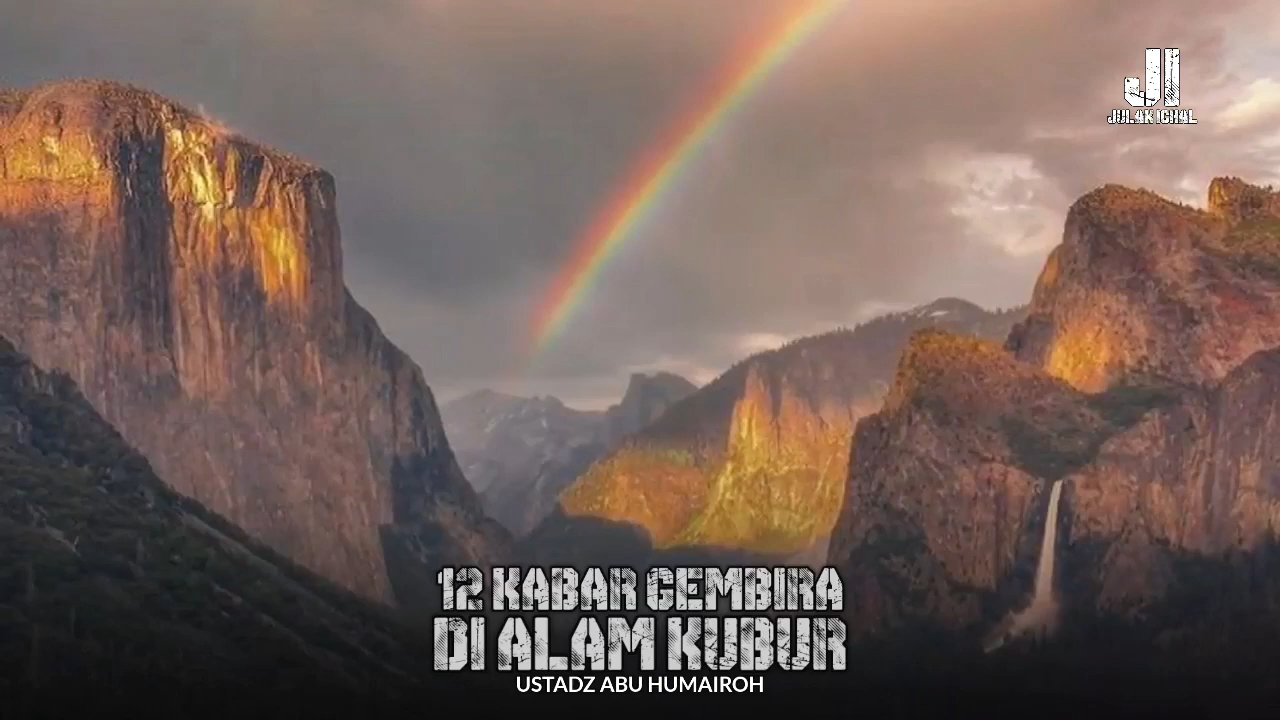 JI
JULAK ICHAL
12 KABAR GEMBIRA
DI ALAM KUBUR
USTADZ ABU HUMAIROH